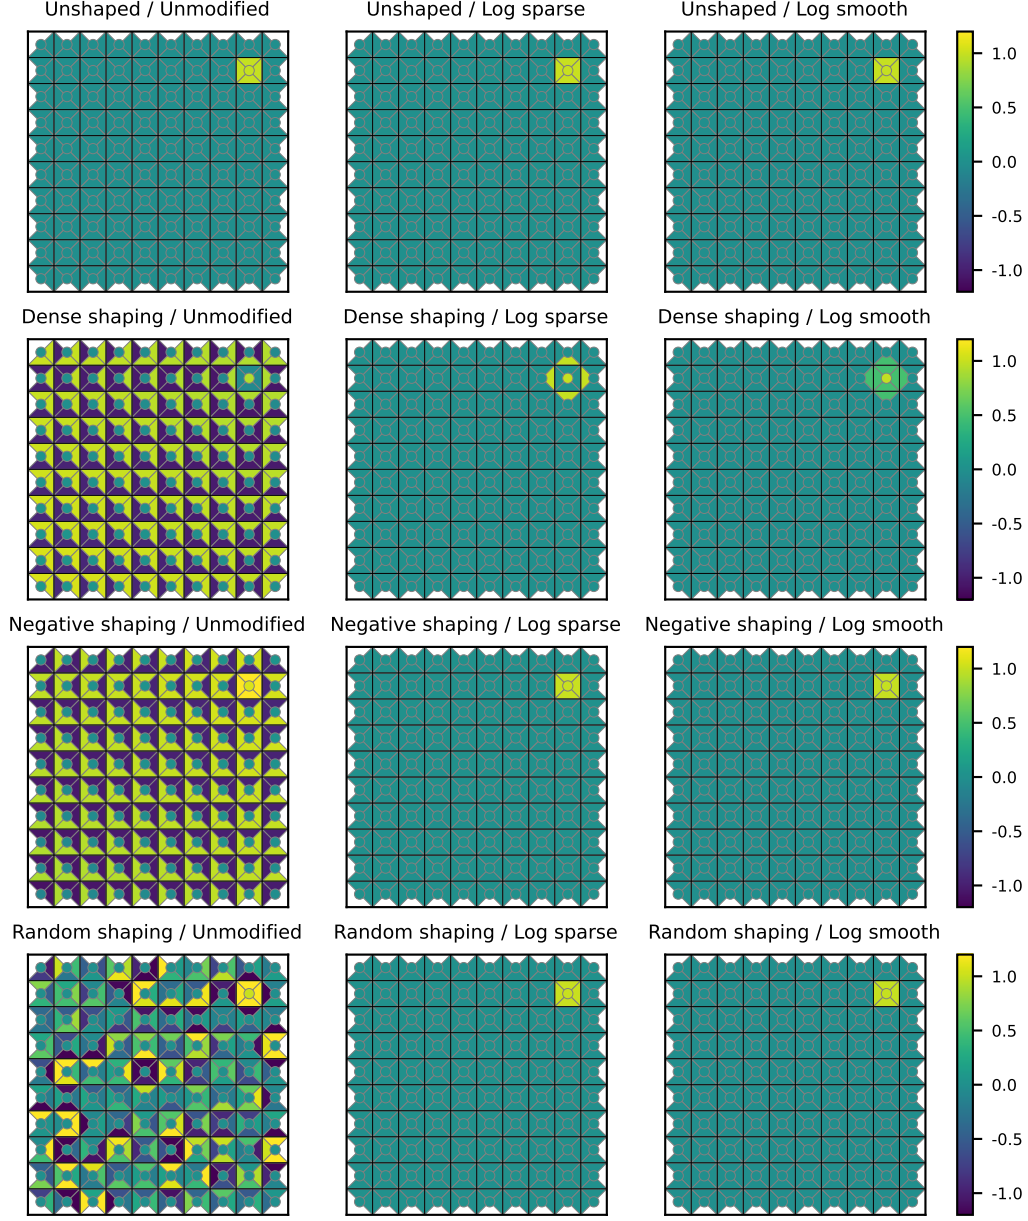 Unshaped / Unmodified
Unshaped / Log sparse
Unshaped / Log smooth
1.0
0.5
0.0
-0.5
-1.0
Dense shaping / Unmodified
Dense shaping / Log sparse
Dense shaping / Log smooth
1.0
0.5
0.0
-0.5
-1.0
Negative shaping / Unmodified
Negative shaping / Log sparse
Negative shaping / Log smooth
1.0
0.5
0.0
-0.5
-1.0
Random shaping / Unmodified
Random shaping / Log sparse
Random shaping / Log smooth
1.0
0.5
0.0
-0.5
-1.0